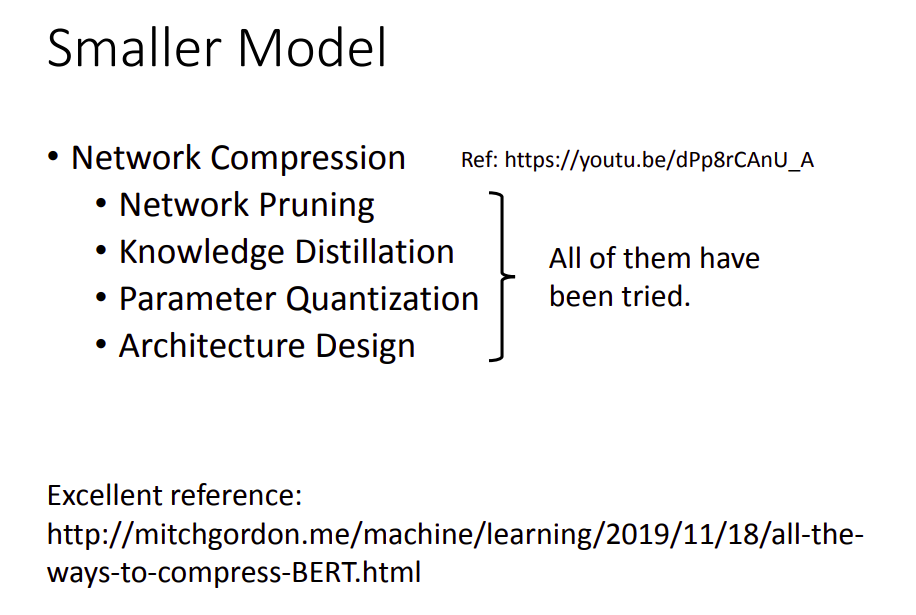 Smaller Model
• Network Compression
Ref: https://youtu.be/dPp8rCAnU_A
• Network Pruning
• Knowledge Distillation
• Parameter Quantization
• Architecture Design
All of them have
been tried.
Excellent reference:
http://mitchgordon.me/machine/learning/2019/11/18/all-the-
ways-to-compress-BERT.html